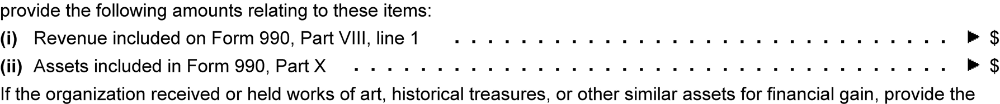 provide the following amounts relating to these items:
(i) Revenue included on Form 990, Part VIII, line 1 . . . . . . . . . . . . . . . . . . . . . . . . . . . . . . ▶ $
(ii) Assets included in Form 990, Part X . . . . . . . . . . . . . . . . . . . . . . . . . . . . . . . . . . . . ▶ $
If the organization received or held works of art, historical treasures, or other similar assets for financial gain, provide the